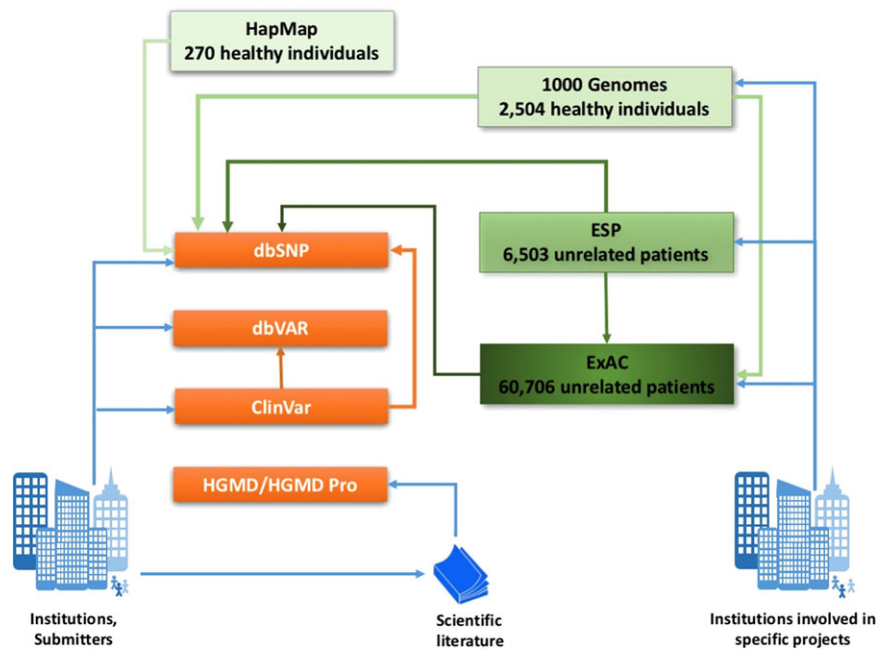 HapMap
270 healthy individuals
1000 Genomes
2,504 healthy individuals
dbSNP
ESP
6,503 unrelated patients
dbVAR
ExAC
60,706 unrelated patients
ClinVar
HGMD/HGMD Pro
Institutions,
Submitters
Scientific
literature
Institutions involved in
specific projects